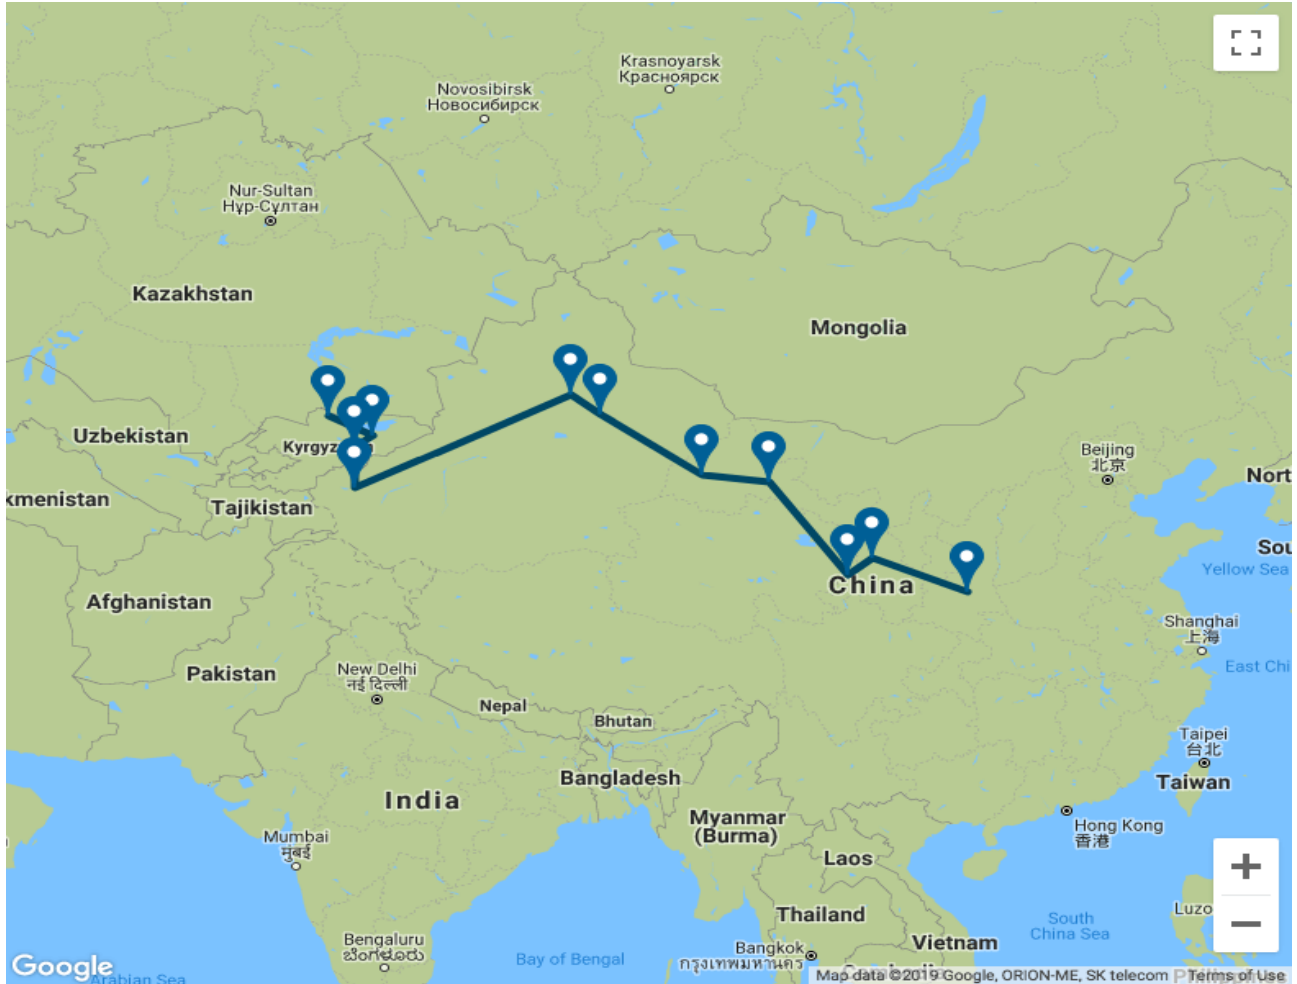 Krasnoyarsk
Красноярск
Novosibirsk
Новосибирск
Nur-Sultan
Нұр-Сұлтан
Kazakhstan
Mongolia
Uzbekistan
Kyrgyz
Beijing
北京
kmenistan
Tajikistan
Nort
Sou
Yellow Sea
China
Afghanistan
Shanghai
上海
East Chi
Pakistan
New Delhi
नई दिल्ली
Nepal
Bhutan
Taipei
台北
Bangladesh
Taiwan
India
Myanmar
(Burma)
Hong Kong
香港
Mumbai
मुंबई
Laos
Thailand
Luzo
South
China Sea
Vietnam
Bengaluru
ಬೆಂಗಳೂರು
Bay of Bengal
Bangkok
กรุงเทพมหานคร
Google
Arabian Sea
Map data ©2019 Google, ORION-ME, SK telecom
Terms of Use